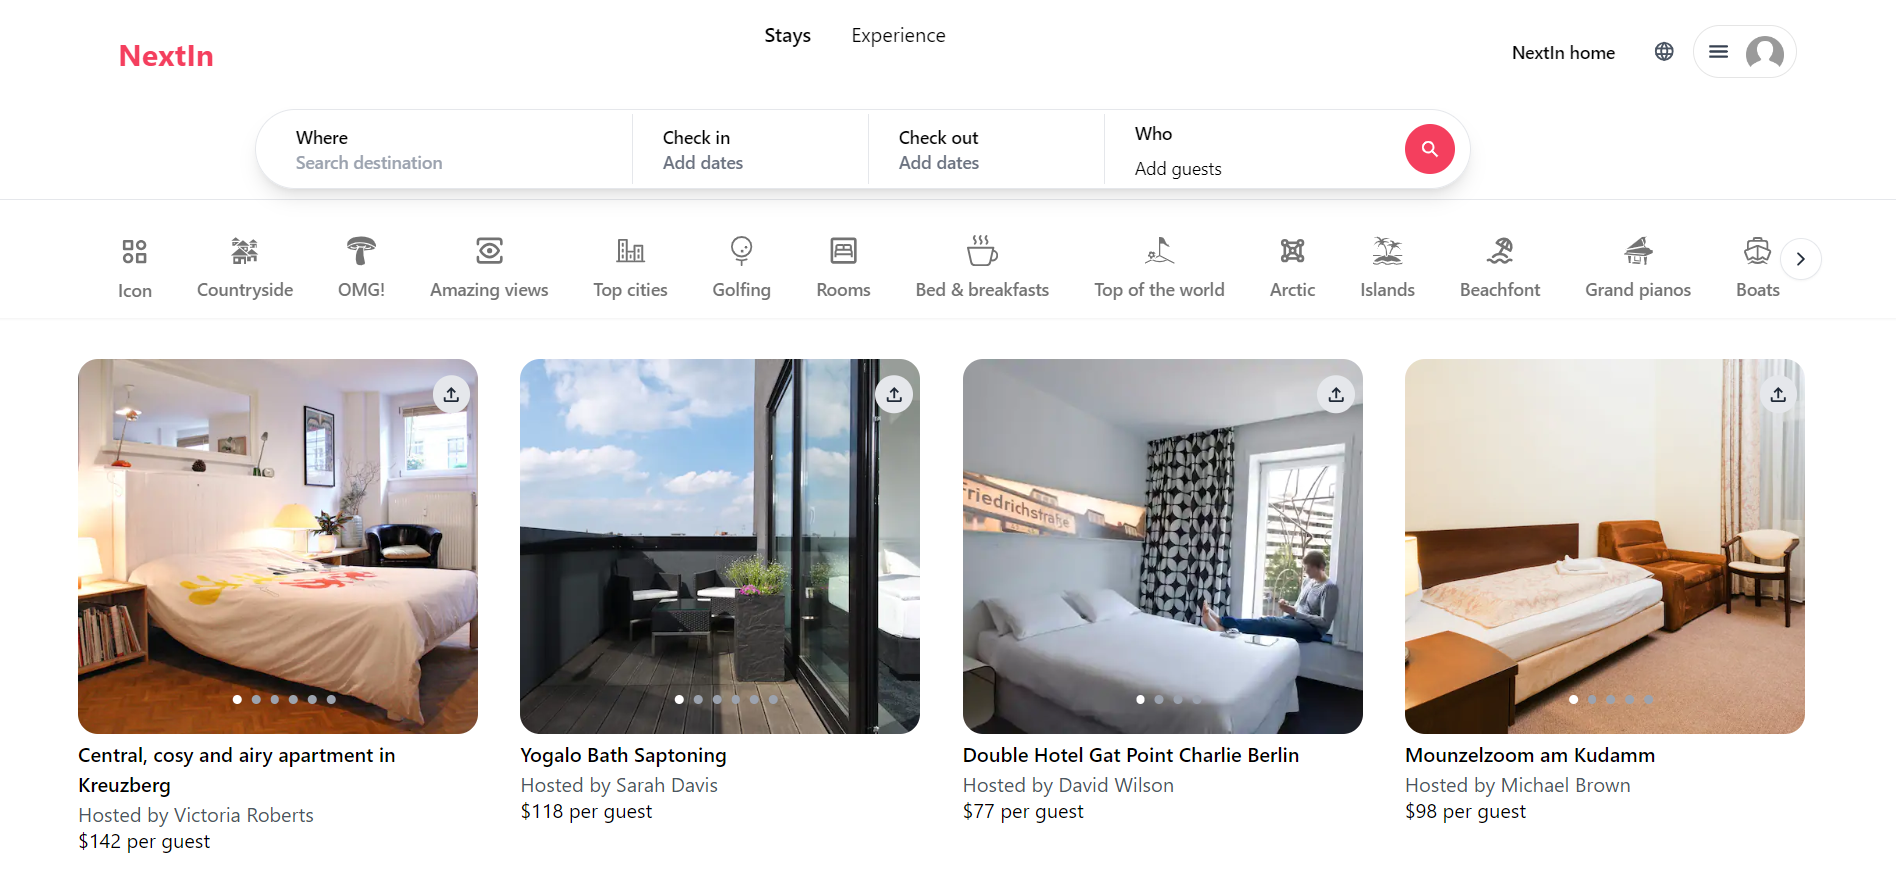 NextIn
Stays
Experience
NextIn home
Where
Search destination
Check in
Add dates
Check out
Add dates
Who
Add guests
Icon
Countryside
OMG!
Amazing views
Top cities
Golfing
Rooms
Bed & breakfasts
Top of the world
Arctic
Islands
Beachfont
Grand pianos
Boats
Friedrichstraße
Central, cosy and airy apartment in
Kreuzberg
Hosted by Victoria Roberts
$142 per guest
Yogalo Bath Saptoning
Hosted by Sarah Davis
$118 per guest
Double Hotel Gat Point Charlie Berlin
Hosted by David Wilson
$77 per guest
Mounzelzoom am Kudamm
Hosted by Michael Brown
$98 per guest